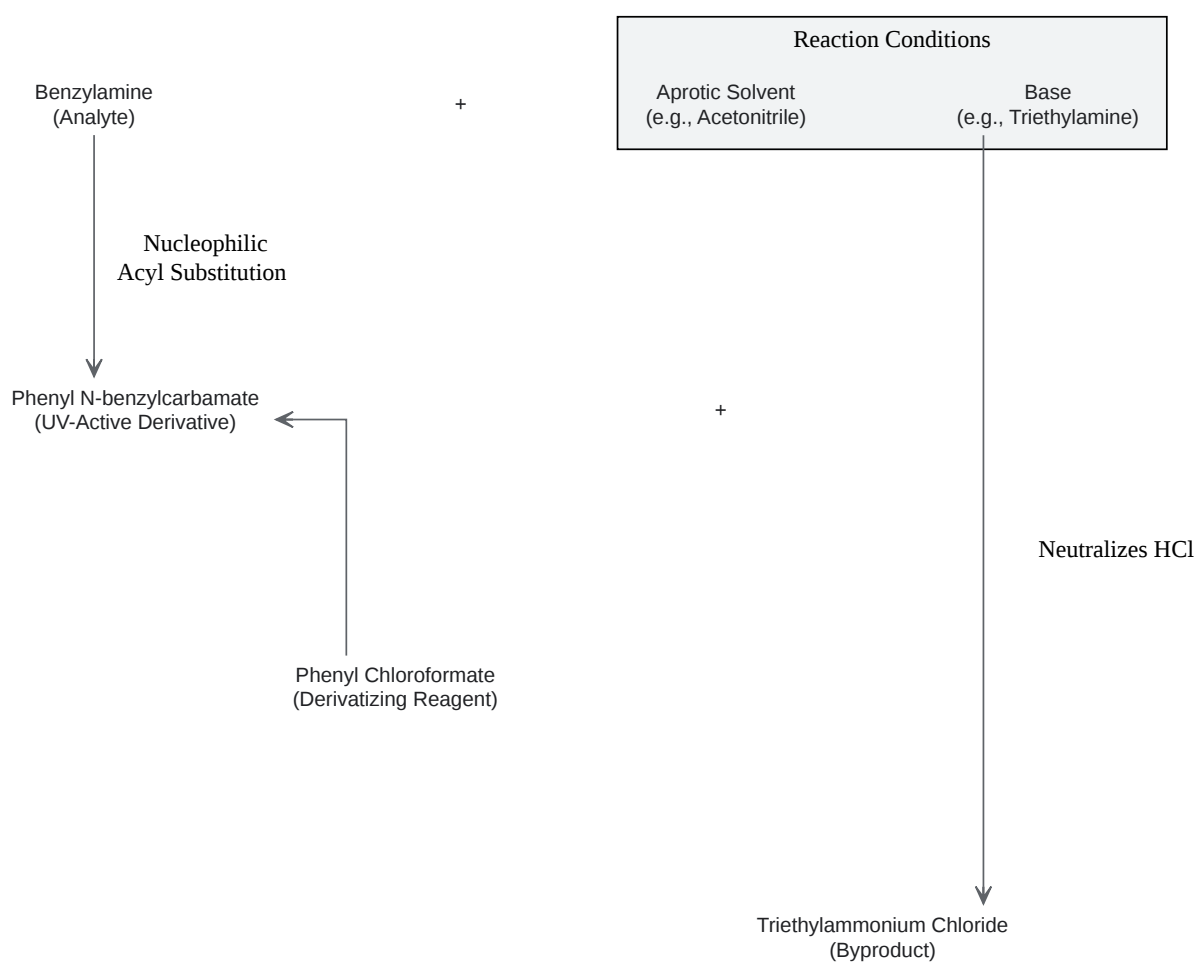 Reaction Conditions
Benzylamine
(Analyte)
+
Aprotic Solvent
(e.g., Acetonitrile)
Base
(e.g., Triethylamine)
Nucleophilic
Acyl Substitution
Phenyl N-benzylcarbamate
(UV-Active Derivative)
+
Neutralizes HCl
Phenyl Chloroformate
(Derivatizing Reagent)
Triethylammonium Chloride
(Byproduct)